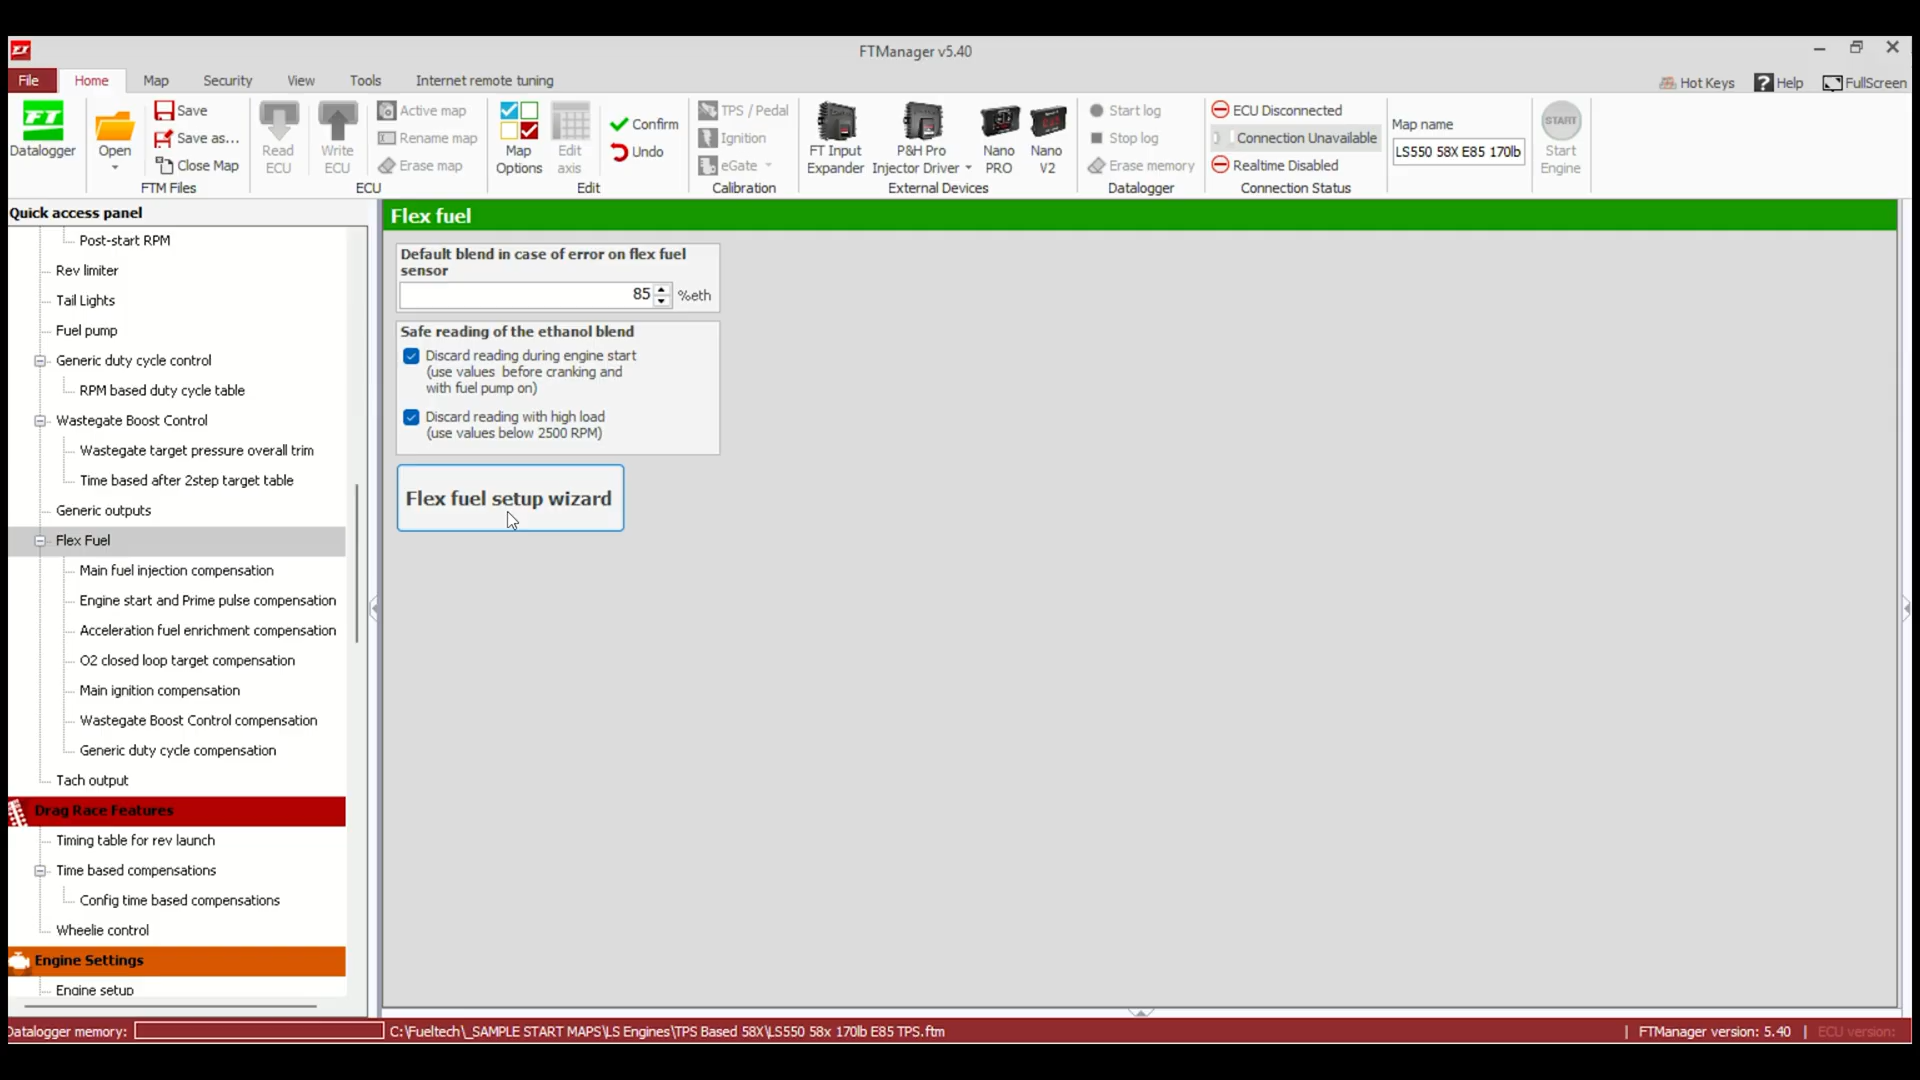 FTManager v5.40
File
Home
Map
Security
View
Tools
Internet remote tuning
Hot Keys
Help
FullScreen
FT
Datalogger
Open
Save
Save as...
Close Map
FTM Files
Read
ECU
Write
ECU
Active map
Rename map
Erase map
ECU
Map
Options
Edit
axis
Confirm
Undo
Edit
TPS / Pedal
Ignition
eGate
Calibration
FT Input
Expander
P&H Pro
Injector Driver
Nano
PRO
Nano
V2
External Devices
Start log
Stop log
Erase memory
Datalogger
ECU Disconnected
Connection Unavailable
Realtime Disabled
Connection Status
Map name
LS550 58X E85 170lb
START
Start
Engine
Quick access panel
Post-start RPM
Rev limiter
Tail Lights
Fuel pump
Generic duty cycle control
RPM based duty cycle table
Wastegate Boost Control
Wastegate target pressure overall trim
Time based after 2step target table
Generic outputs
Flex Fuel
Main fuel injection compensation
Engine start and Prime pulse compensation
Acceleration fuel enrichment compensation
O2 closed loop target compensation
Main ignition compensation
Wastegate Boost Control compensation
Generic duty cycle compensation
Tach output
Drag Race Features
Timing table for rev launch
Time based compensations
Config time based compensations
Wheelie control
Engine Settings
Engine setup
Flex fuel
Default blend in case of error on flex fuel
sensor
85 %eth
Safe reading of the ethanol blend
Discard reading during engine start
(use values before cranking and
with fuel pump on)
Discard reading with high load
(use values below 2500 RPM)
Flex fuel setup wizard
Datalogger memory:
C:\Fueltech\_SAMPLE START MAPS\LS Engines\TPS Based 58X\LS550 58x 170lb E85 TPS.ftm
| FTManager version: 5.40 | ECU version: